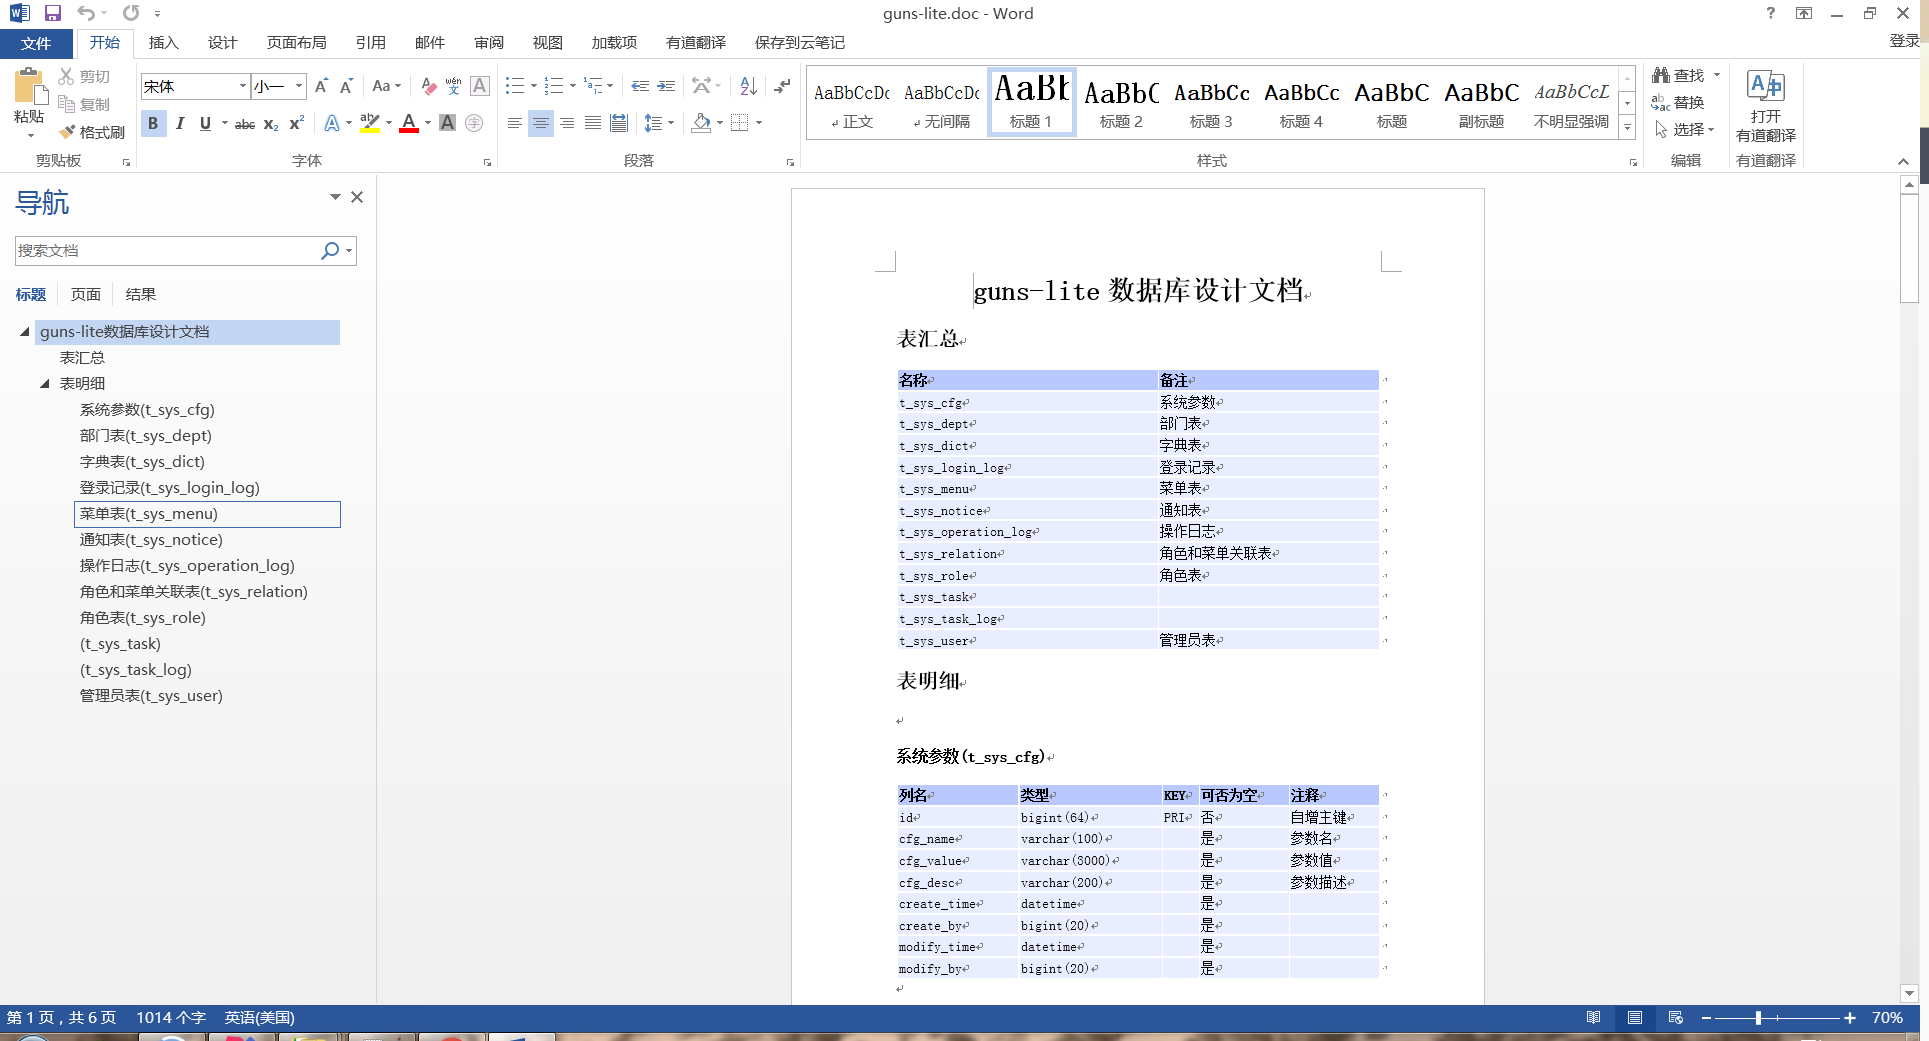 guns-lite.doc - Word
?
文件 开始 插入 设计 页面布局 引用 邮件 审阅 视图 加载项 有道翻译 保存到云笔记 登录
粘贴
剪切
复制
格式刷
剪贴板
宋体 小一 A A Aa wén 文 A
B I U abc X₂ X² A ab A A 字
字体
段落
AaBbCcDc AaBbCcDc AaBb AaBbC AaBbCc AaBbCc AaBbC AaBbC AaBbCcL
正文 无间隔 标题 1 标题 2 标题 3 标题 4 标题 副标题 不明显强调
样式
查找
替换
选择
编辑
打开
有道翻译
有道翻译
导航
搜索文档
标题 页面 结果
guns-lite数据库设计文档
表汇总
表明细
系统参数(t_sys_cfg)
部门表(t_sys_dept)
字典表(t_sys_dict)
登录记录(t_sys_login_log)
菜单表(t_sys_menu)
通知表(t_sys_notice)
操作日志(t_sys_operation_log)
角色和菜单关联表(t_sys_relation)
角色表(t_sys_role)
(t_sys_task)
(t_sys_task_log)
管理员表(t_sys_user)
guns-lite 数据库设计文档
表汇总
名称 备注
t_sys_cfg 系统参数
t_sys_dept 部门表
t_sys_dict 字典表
t_sys_login_log 登录记录
t_sys_menu 菜单表
t_sys_notice 通知表
t_sys_operation_log 操作日志
t_sys_relation 角色和菜单关联表
t_sys_role 角色表
t_sys_task
t_sys_task_log
t_sys_user 管理员表
表明细
系统参数(t_sys_cfg)
列名 类型 KEY 可否为空 注释
id bigint(64) PRI 否 自增主键
cfg_name varchar(100) 是 参数名
cfg_value varchar(3000) 是 参数值
cfg_desc varchar(200) 是 参数描述
create_time datetime 是
create_by bigint(20) 是
modify_time datetime 是
modify_by bigint(20) 是
第 1 页，共 6 页 1014 个字 英语(美国) 70%